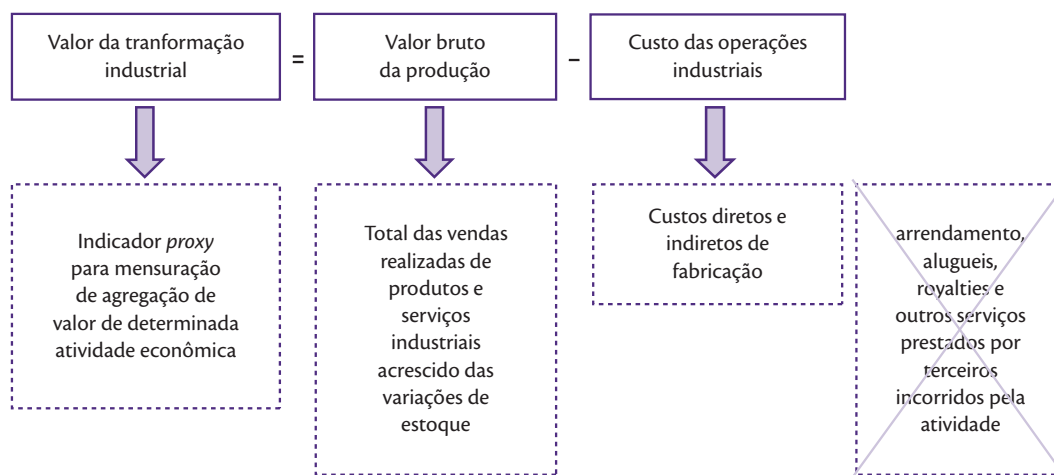 Valor da tranformação
industrial
=
Valor bruto
da produção
–
Custo das operações
industriais
Indicador proxy
para mensuração
de agregação de
valor de determinada
atividade econômica
Total das vendas
realizadas de
produtos e
serviços
industriais
acrescido das
variações de
estoque
Custos diretos e
indiretos de
fabricação
arrendamento,
alugueis,
royalties e
outros serviços
prestados por
terceiros
incorridos pela
atividade